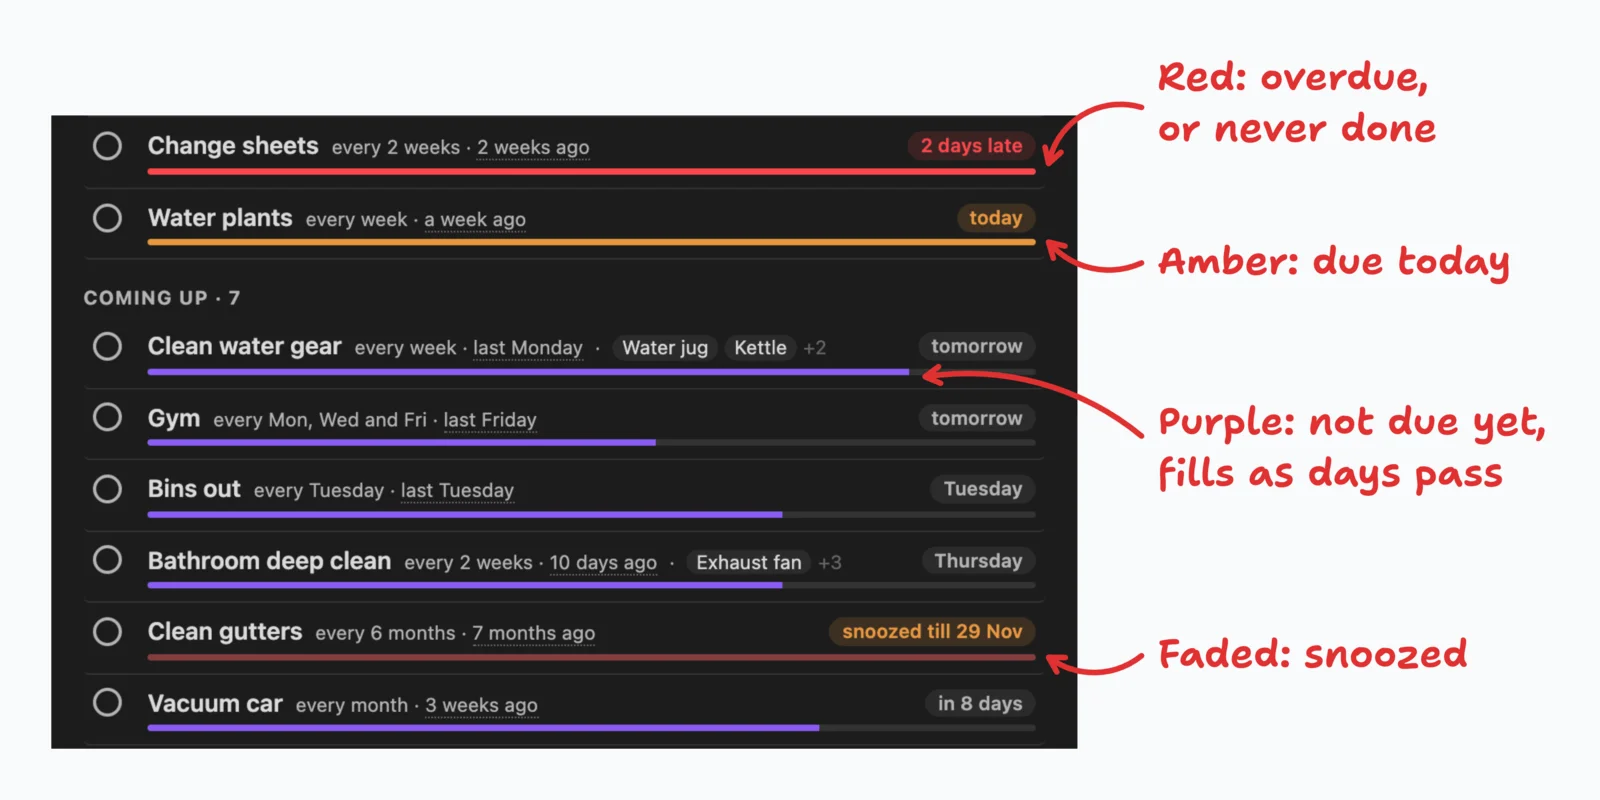 Change sheets every 2 weeks · 2 weeks ago 2 days late
Water plants every week · a week ago today
COMING UP · 7
Clean water gear every week · last Monday · Water jug Kettle +2 tomorrow
Gym every Mon, Wed and Fri · last Friday tomorrow
Bins out every Tuesday · last Tuesday Tuesday
Bathroom deep clean every 2 weeks · 10 days ago · Exhaust fan +3 Thursday
Clean gutters every 6 months · 7 months ago snoozed till 29 Nov
Vacuum car every month · 3 weeks ago in 8 days
Red: overdue,
or never done
Amber: due today
Purple: not due yet,
fills as days pass
Faded: snoozed